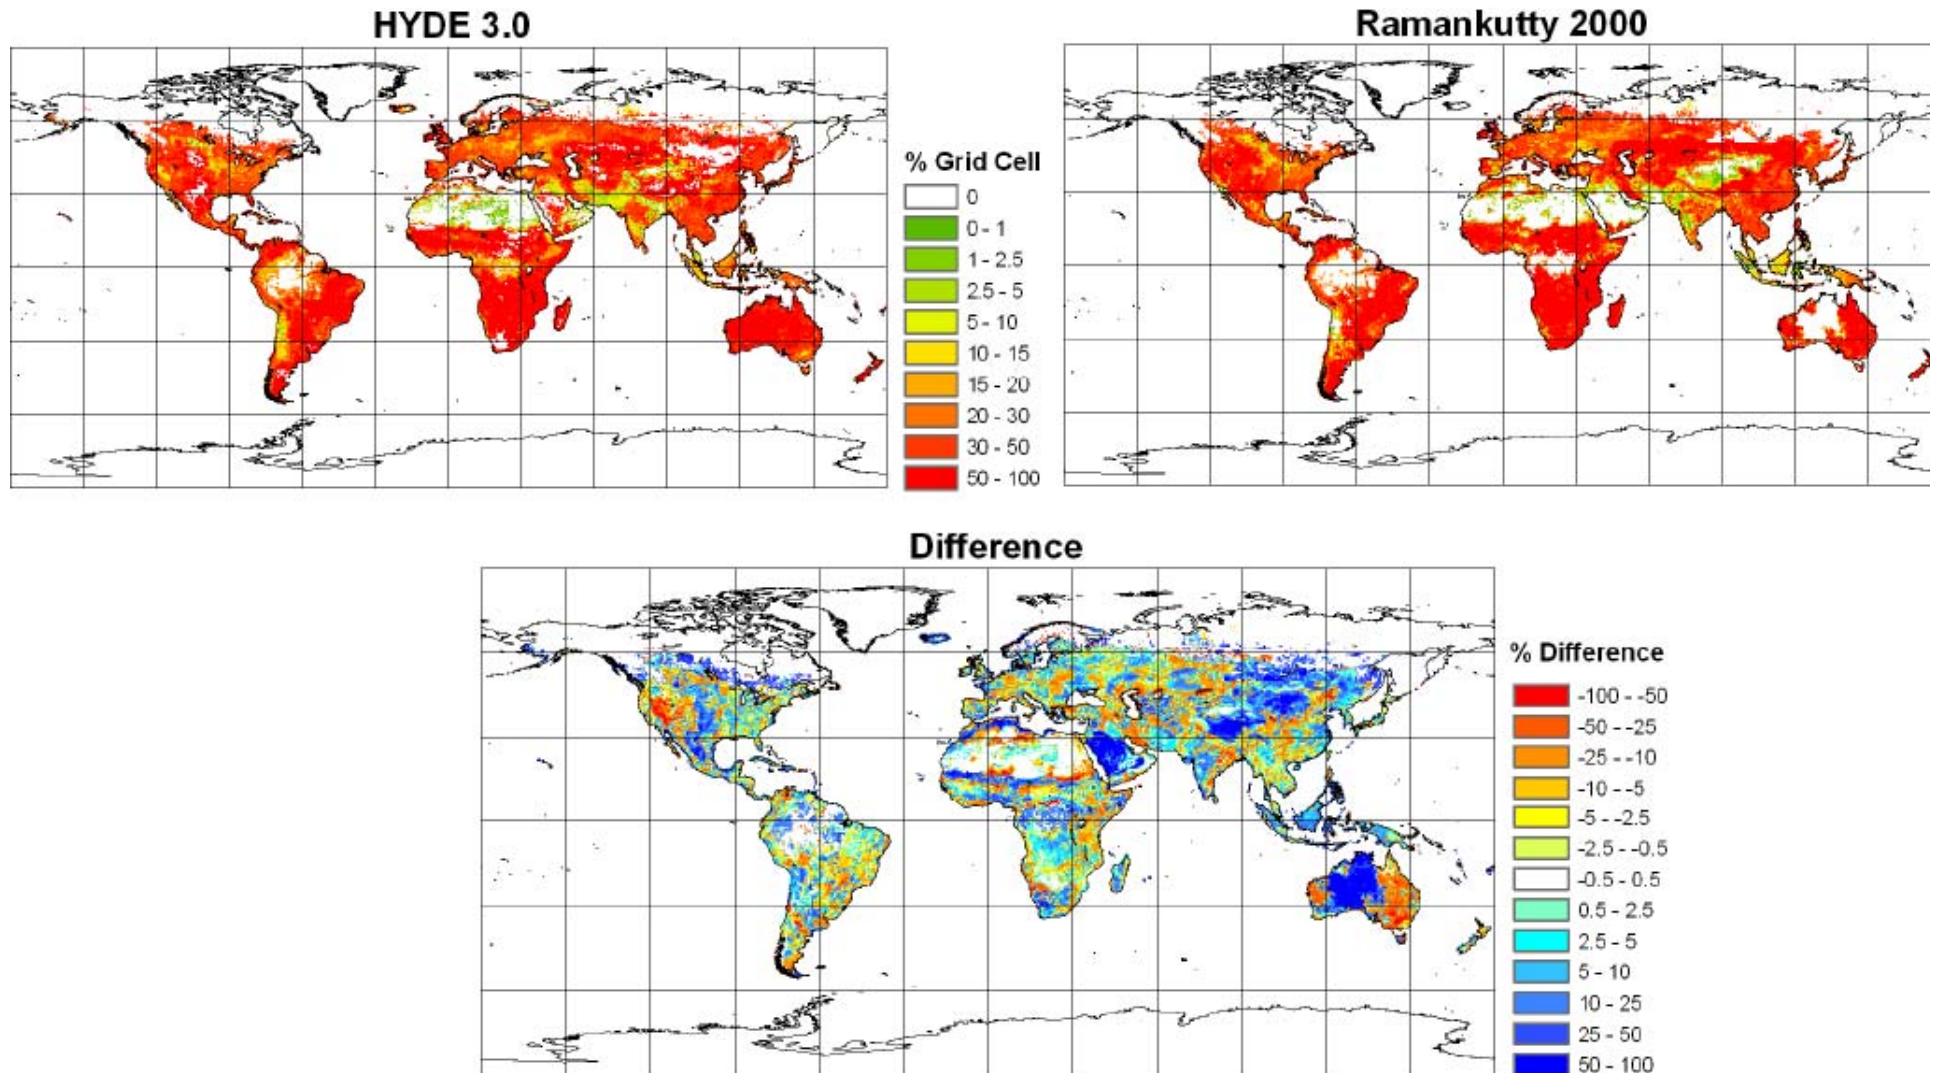 HYDE 3.0
% Grid Cell
0
0 - 1
1 - 2.5
2.5 - 5
5 - 10
10 - 15
15 - 20
20 - 30
30 - 50
50 - 100
Ramankutty 2000
Difference
% Difference
-100 - -50
-50 - -25
-25 - -10
-10 - -5
-5 - -2.5
-2.5 - -0.5
-0.5 - 0.5
0.5 - 2.5
2.5 - 5
5 - 10
10 - 25
25 - 50
50 - 100